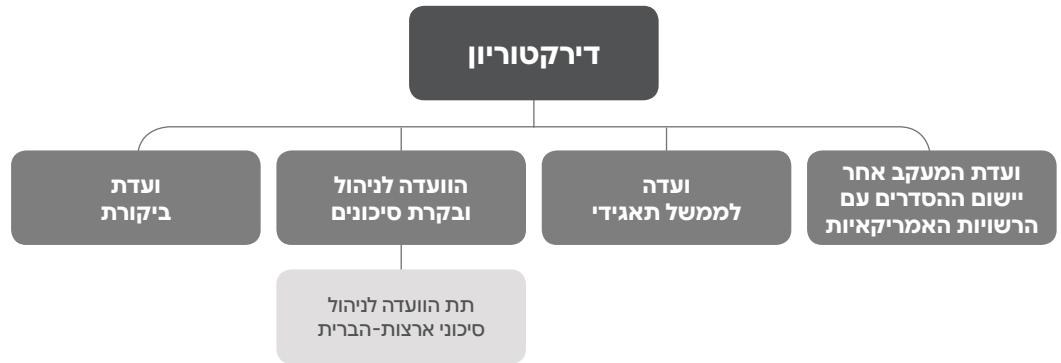 דירקטוריון
ועדת המעקב אחר
יישום ההסדרים עם
הרשויות האמריקאיות
ועדה
לממשל תאגידי
הוועדה לניהול
ובקרת סיכונים
ועדת
ביקורת
תת הוועדה לניהול
סיכוני ארצות-הברית